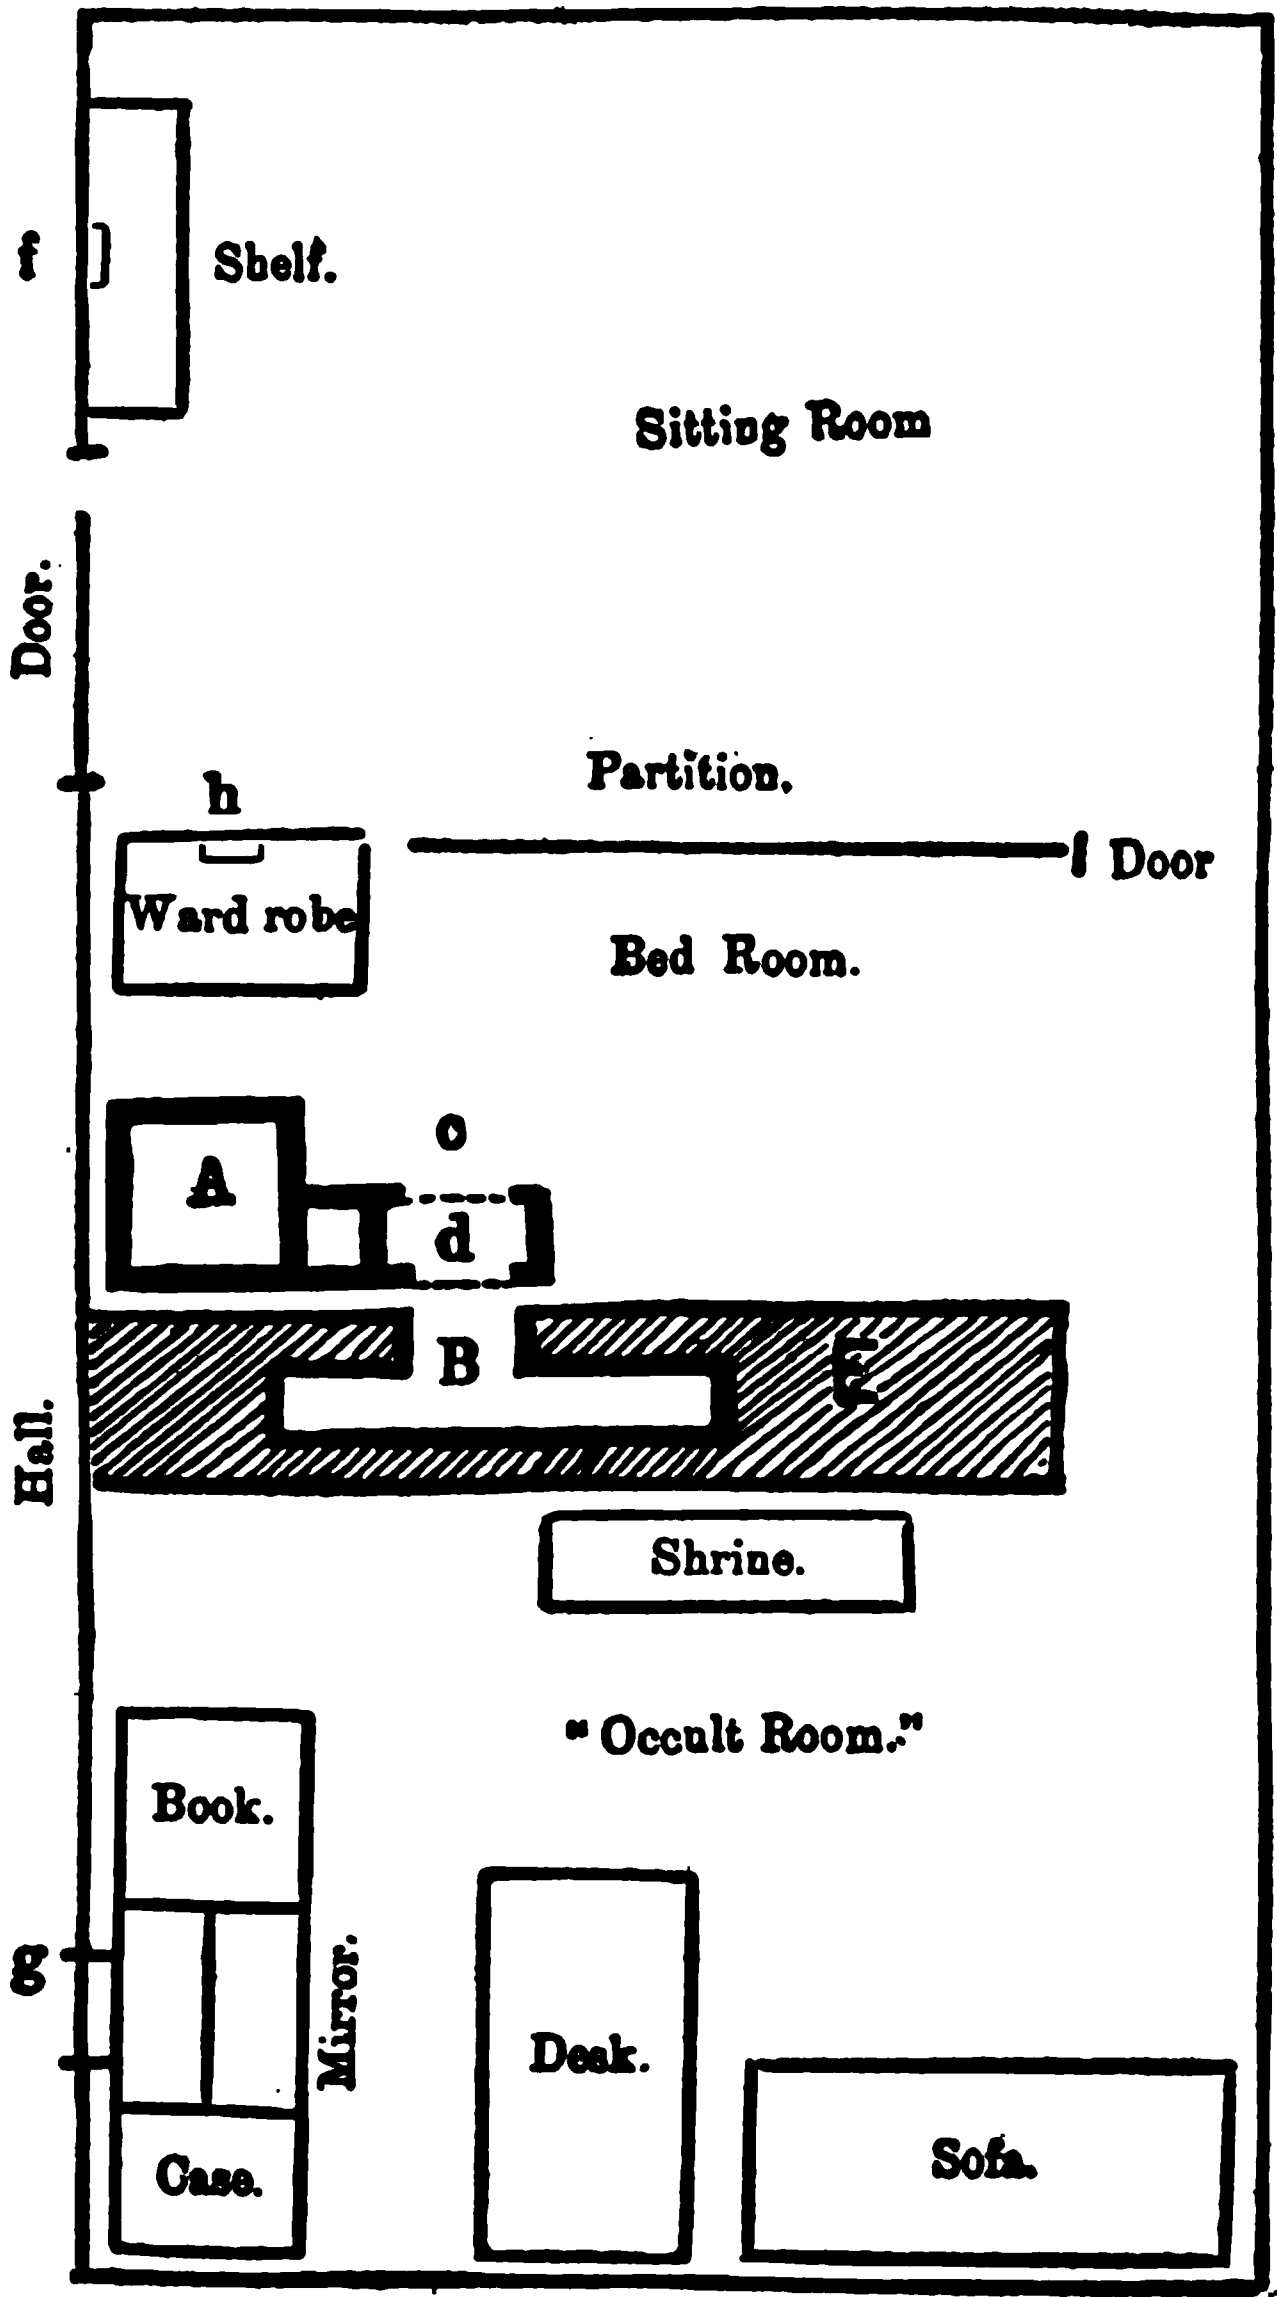 f
Shelf.
Sitting Room
Door.
Partition.
h
Door
Ward robe
Bed Room.
c
A
d
B
E
Hall.
Shrine.
"Occult Room."
Book.
g
Mirror.
Desk.
Case.
Sofa.